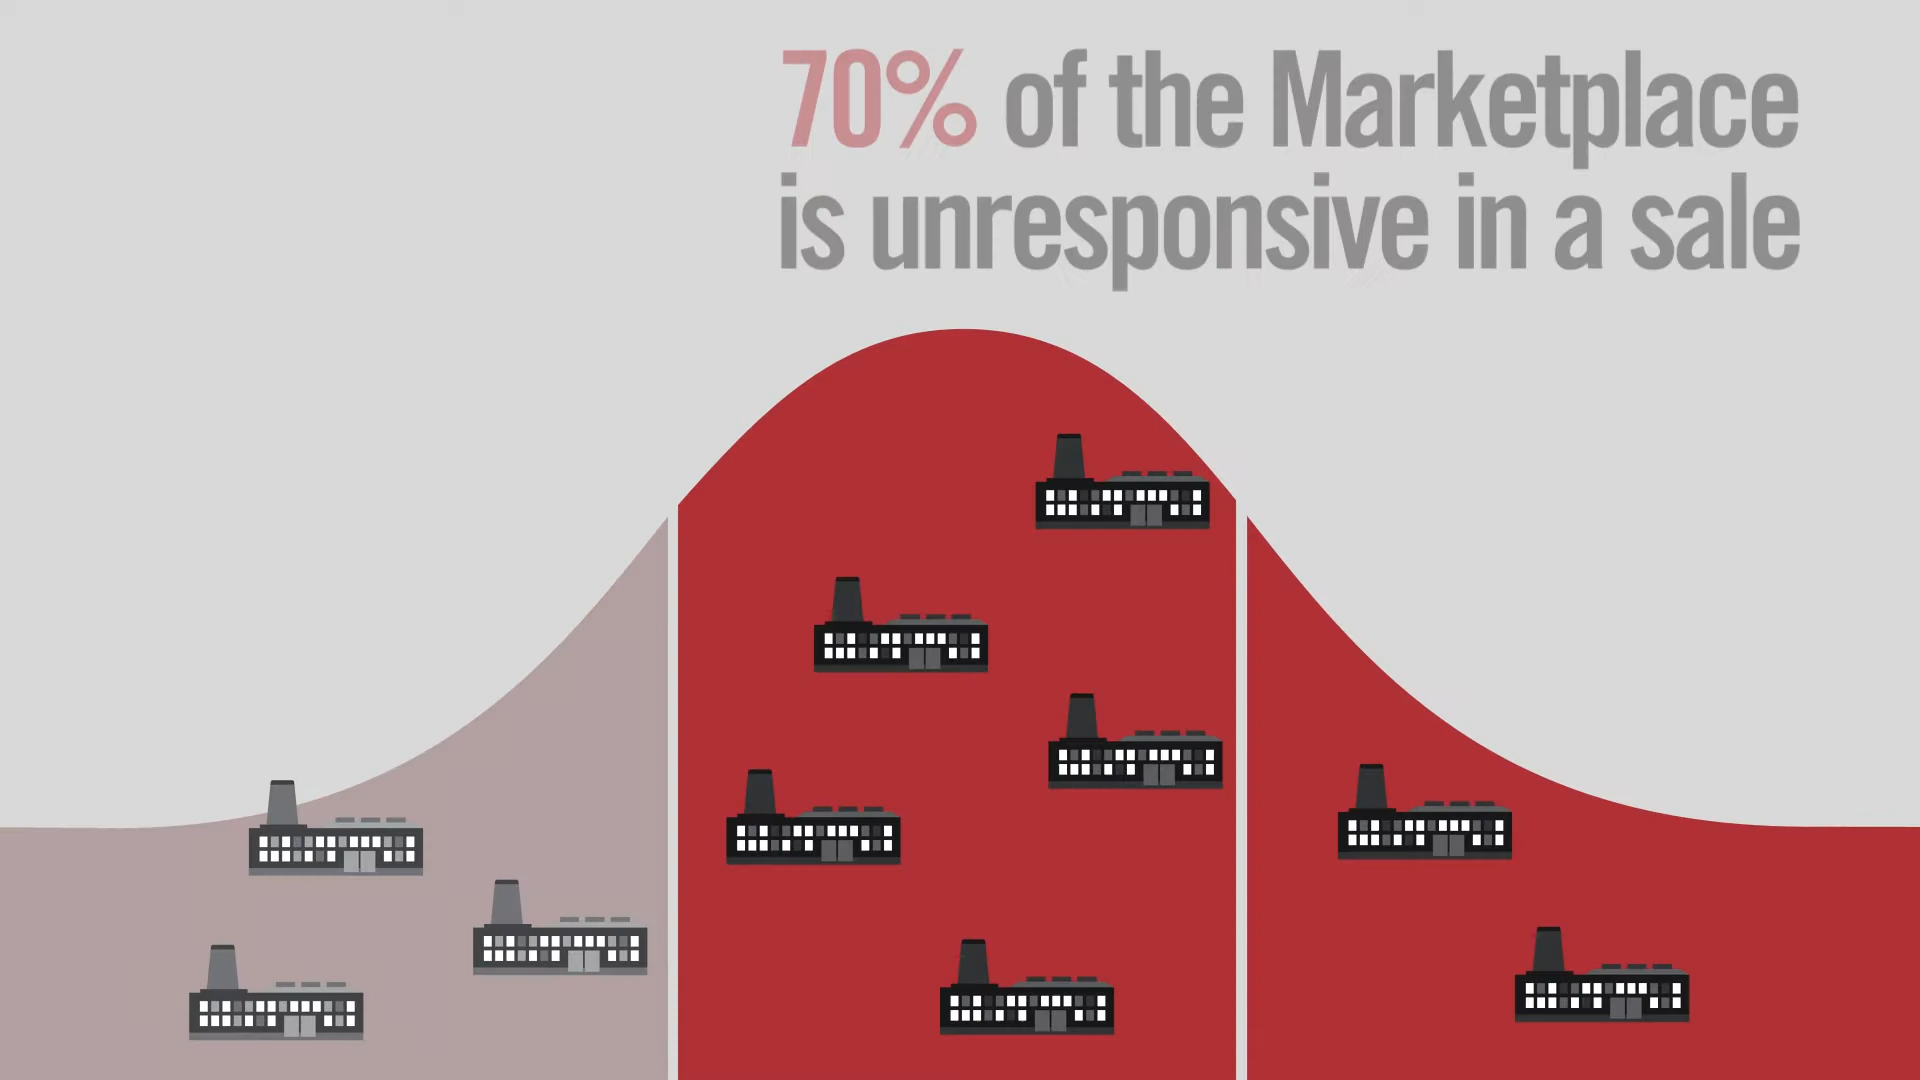 70% of the Marketplace
is unresponsive in a sale